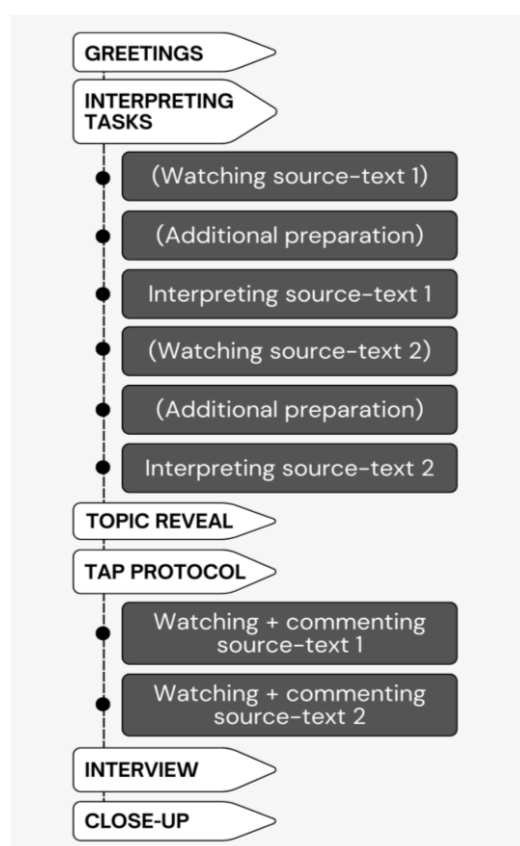 GREETINGS
INTERPRETING
TASKS
(Watching source-text 1)
(Additional preparation)
Interpreting source-text 1
(Watching source-text 2)
(Additional preparation)
Interpreting source-text 2
TOPIC REVEAL
TAP PROTOCOL
Watching + commenting
source-text 1
Watching + commenting
source-text 2
INTERVIEW
CLOSE-UP